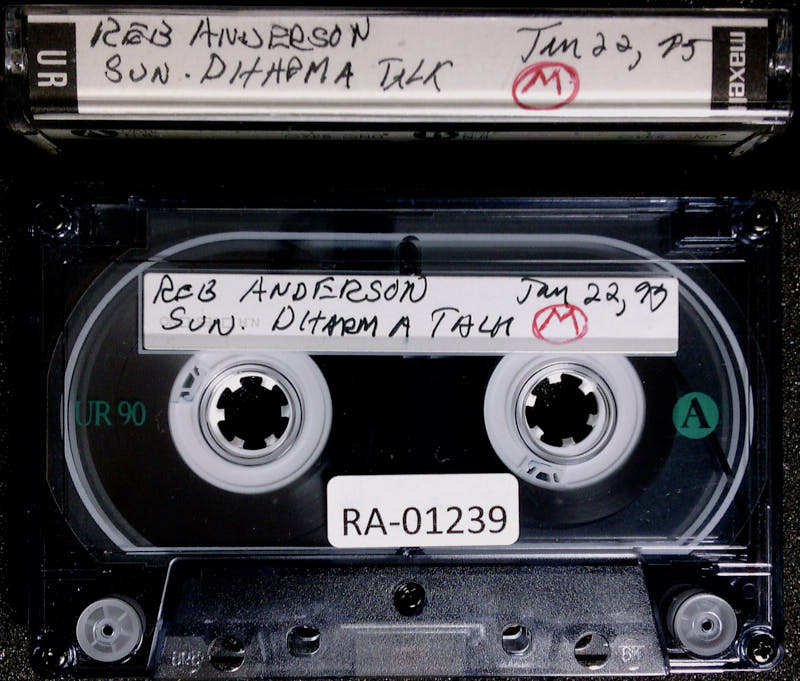 REB ANDERSON Jan 22, 95
SUN. DHARMA TALK M
UR
maxell
REB ANDERSON Jan 22, 95
SUN. DHARMA TALK M
UR 90
A
RA-01239